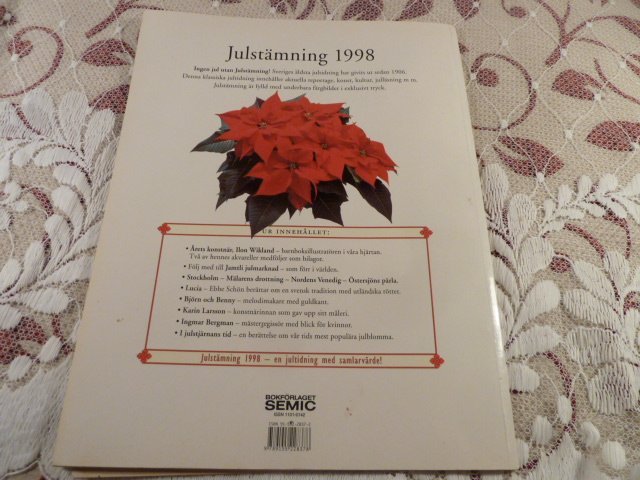 Julstämning 1998
Ingen jul utan Julstämning! Sveriges äldsta jultidning har givits ut sedan 1906.
Denna klassiska jultidning innehåller aktuella reportage, konst, kultur, jullästning m m.
Julstämning är fylld med underbara färgbilder i exklusivt tryck.
UR INNEHÅLLET:
• Årets konstnär, Ilon Wikland – barnboksillustratören i våra hjärtan.
Två av hennes akvareller medföljer som bilagor.
• Följ med till Jamtli julmarknad – som förr i världen.
• Stockholm – Mälarens drottning – Nordens Venedig – Östersjöns pärla.
• Lucia – Ebbe Schön berättar om en svensk tradition med utländska rötter.
• Björn och Benny – melodimakare med guldkant.
• Karin Larsson – konstnärinnan som gav upp sitt måleri.
• Ingmar Bergman – mästerregissör med blick för kvinnor.
• I julstjärnans tid – en berättelse om vår tids mest populära julblomma.
Julstämning 1998 – en jultidning med samlarvärde!
BOKFÖRLAGET
SEMIC